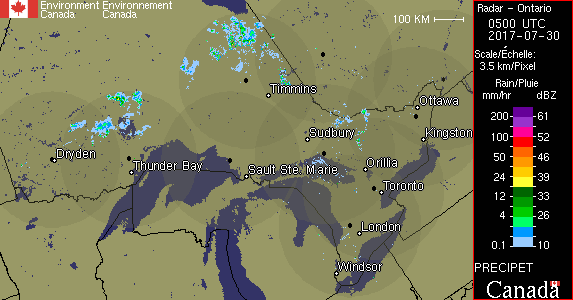 Environment Environnement
Canada Canada
100 KM
Timmins
Ottawa
Sudbury
Kingston
Dryden
Thunder Bay
Sault Ste. Marie
Orillia
Toronto
London
Windsor
Radar - Ontario
0500 UTC
2017-07-30
Scale/Échelle:
3.5 km/Pixel
Rain/Pluie
mm/hr dBZ
200 61
100 56
100 52
50 46
24 39
12 33
4 26
0.1 10
PRECIPET
Canada